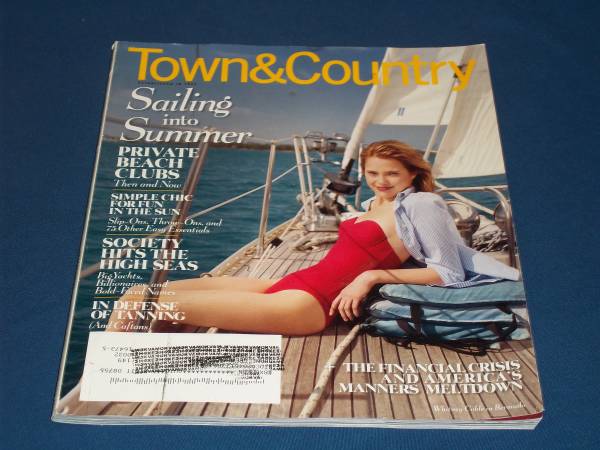 Town&Country
Sailing
into
Summer
PRIVATE
BEACH
CLUBS
Then and Now
SIMPLE CHIC
FOR FUN
IN THE SUN
Slip-Ons, Throw-Ons, and
75 Other Easy Essentials
SOCIETY
HITS THE
HIGH SEAS
Big Yachts,
Billionaires, and
Bold-Faced Names
IN DEFENSE
OF TANNING
(And Caftans)
+ THE FINANCIAL CRISIS
AND AMERICA'S
MANNERS MELTDOWN
in Bermuda